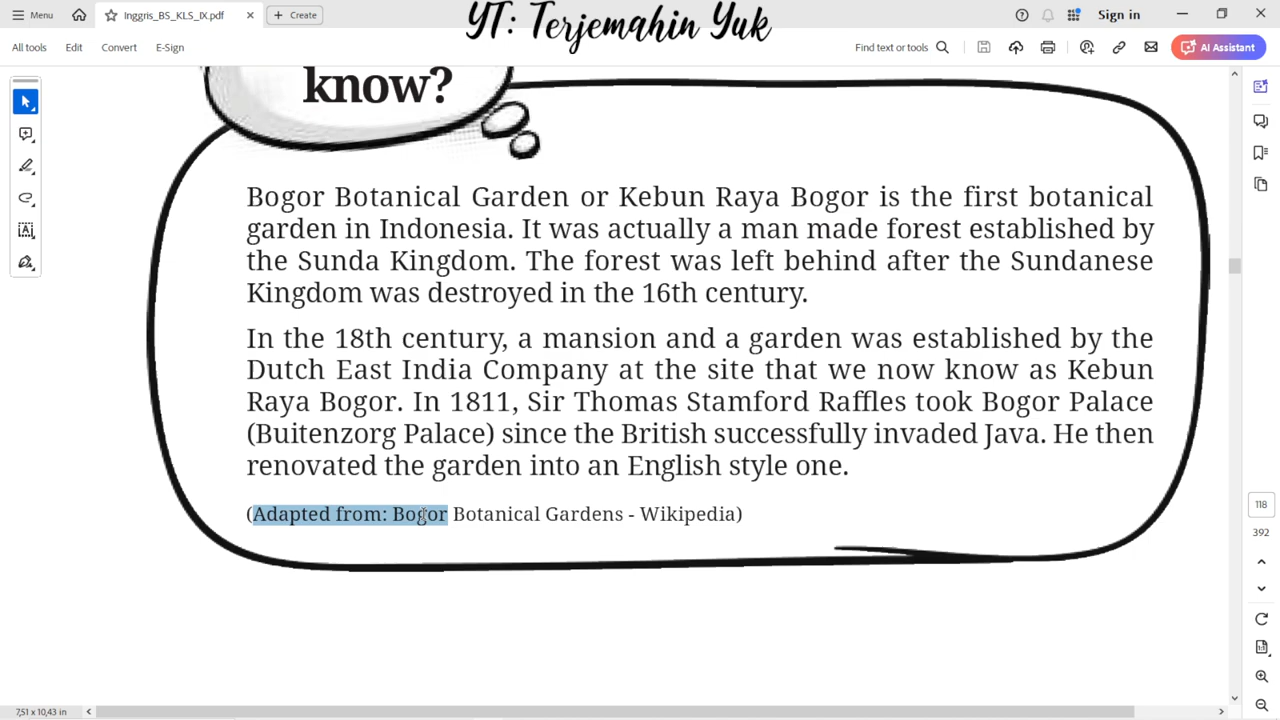 Menu
Inggris_BS_KLS_IX.pdf
Create
YT: Terjemahin Yuk
Sign in
All tools
Edit
Convert
E-Sign
Find text or tools
AI Assistant
know?
Bogor Botanical Garden or Kebun Raya Bogor is the first botanical
garden in Indonesia. It was actually a man made forest established by
the Sunda Kingdom. The forest was left behind after the Sundanese
Kingdom was destroyed in the 16th century.
In the 18th century, a mansion and a garden was established by the
Dutch East India Company at the site that we now know as Kebun
Raya Bogor. In 1811, Sir Thomas Stamford Raffles took Bogor Palace
(Buitenzorg Palace) since the British successfully invaded Java. He then
renovated the garden into an English style one.
(Adapted from: Bogor Botanical Gardens - Wikipedia)
118
392
7,51 x 10,43 in